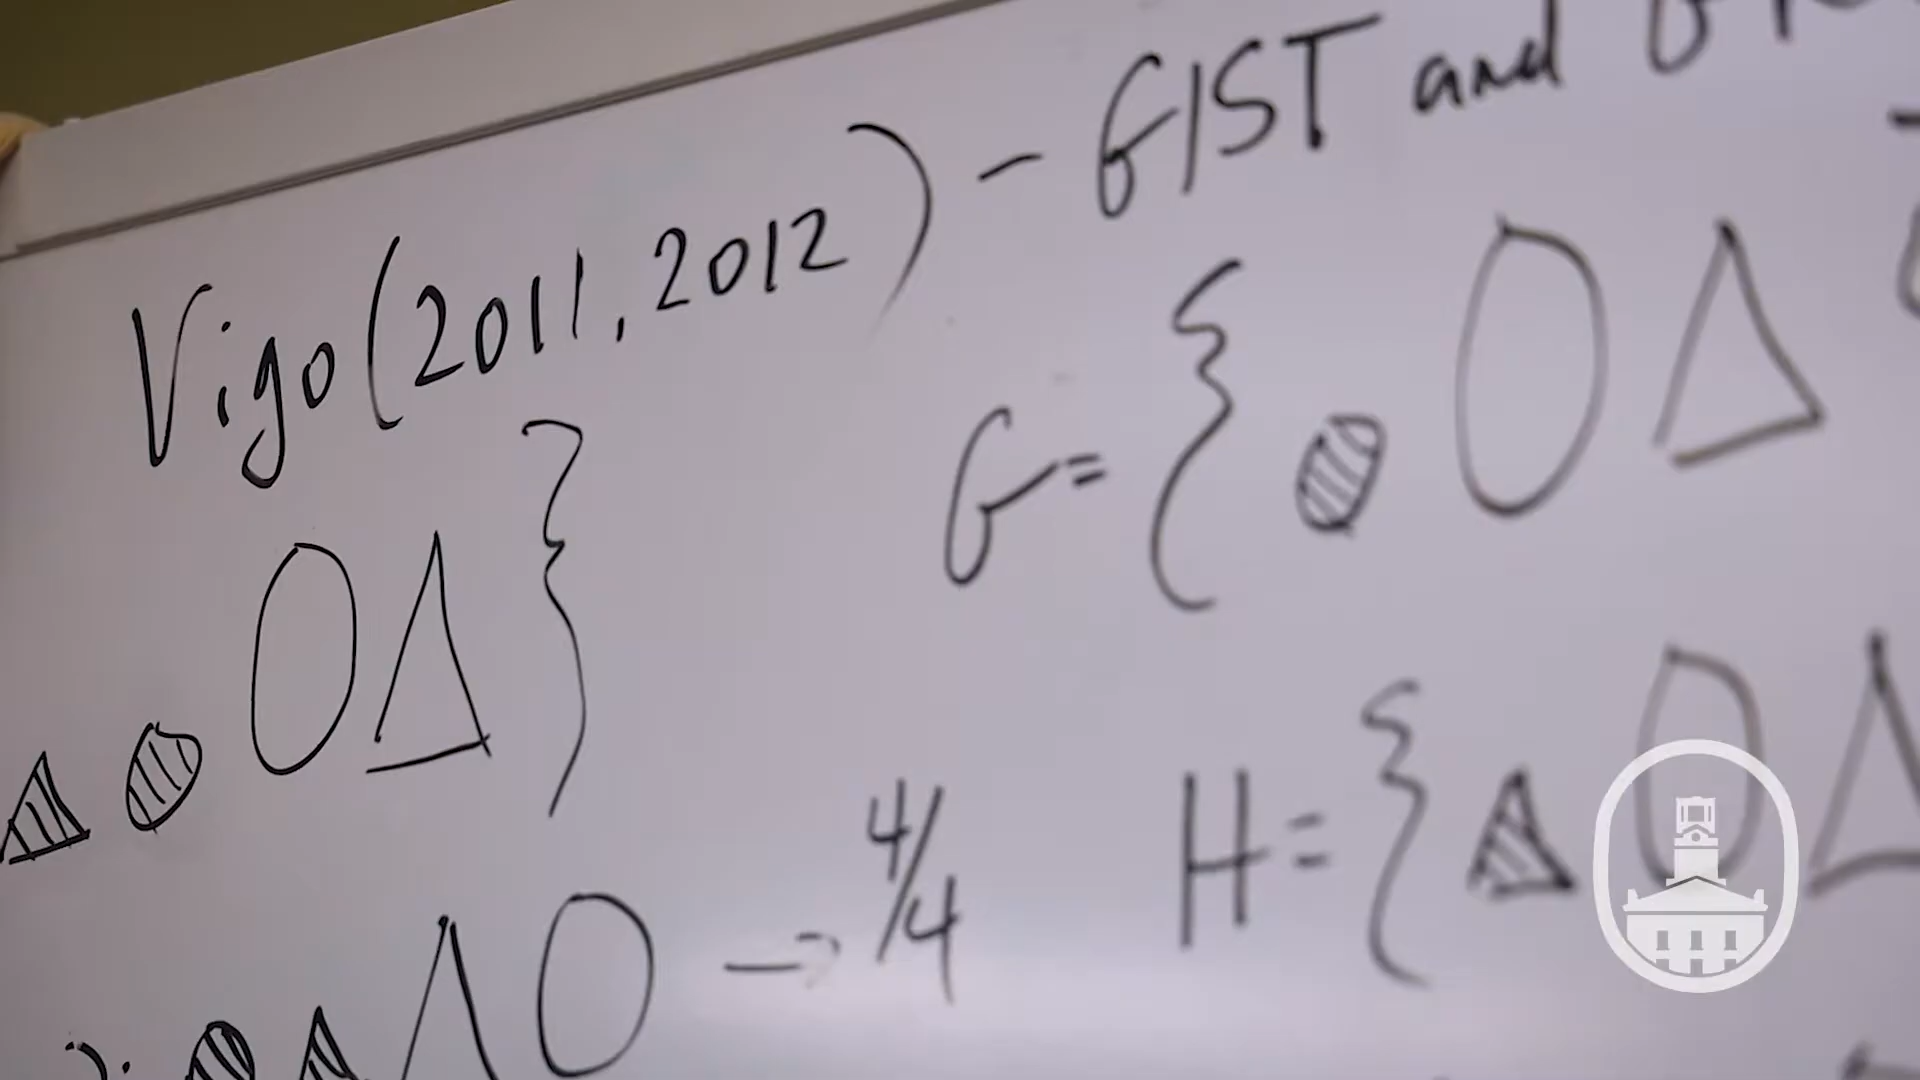 Vigo (2011, 2012) - GIST and
G = {
}
H = {
→ 4/4